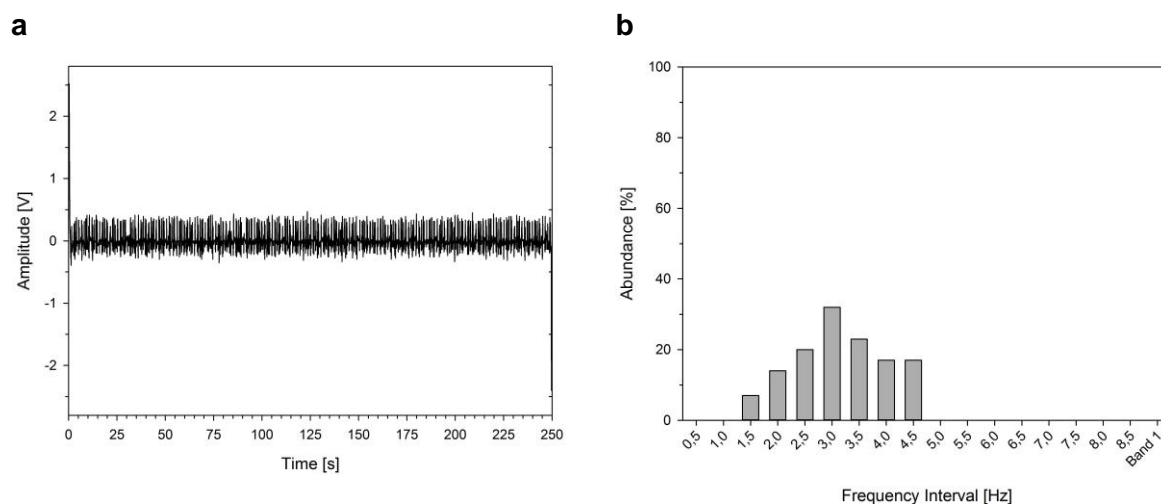 a
b
2
1
0
-1
-2
Amplitude [V]
0 25 50 75 100 125 150 175 200 225 250
Time [s]
100
80
60
40
20
0
Abundance [%]
0,5 1,0 1,5 2,0 2,5 3,0 3,5 4,0 4,5 5,0 5,5 6,0 6,5 7,0 7,5 8,0 8,5 Band 1
Frequency Interval [Hz]